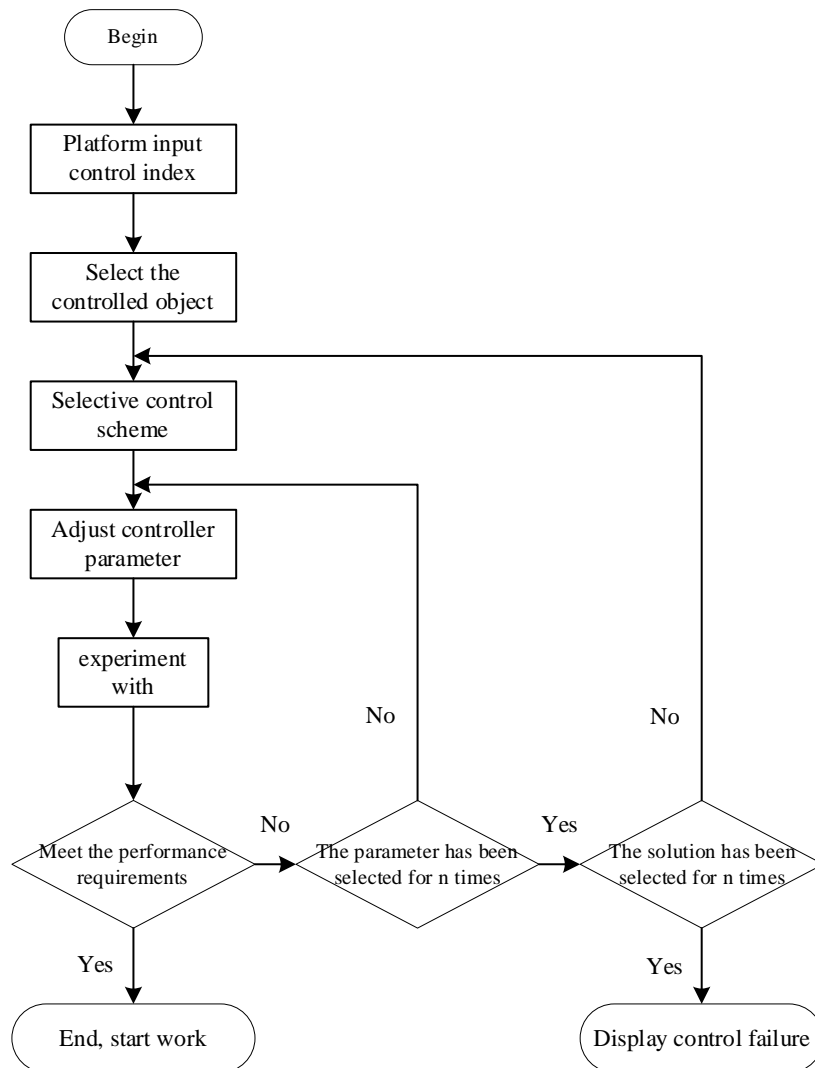 Begin
Platform input
control index
Select the
controlled object
Selective control
scheme
Adjust controller
parameter
experiment
with
No
No
Meet the performance
requirements
No
The parameter has been
selected for n times
Yes
The solution has been
selected for n times
Yes
Yes
End, start work
Display control failure